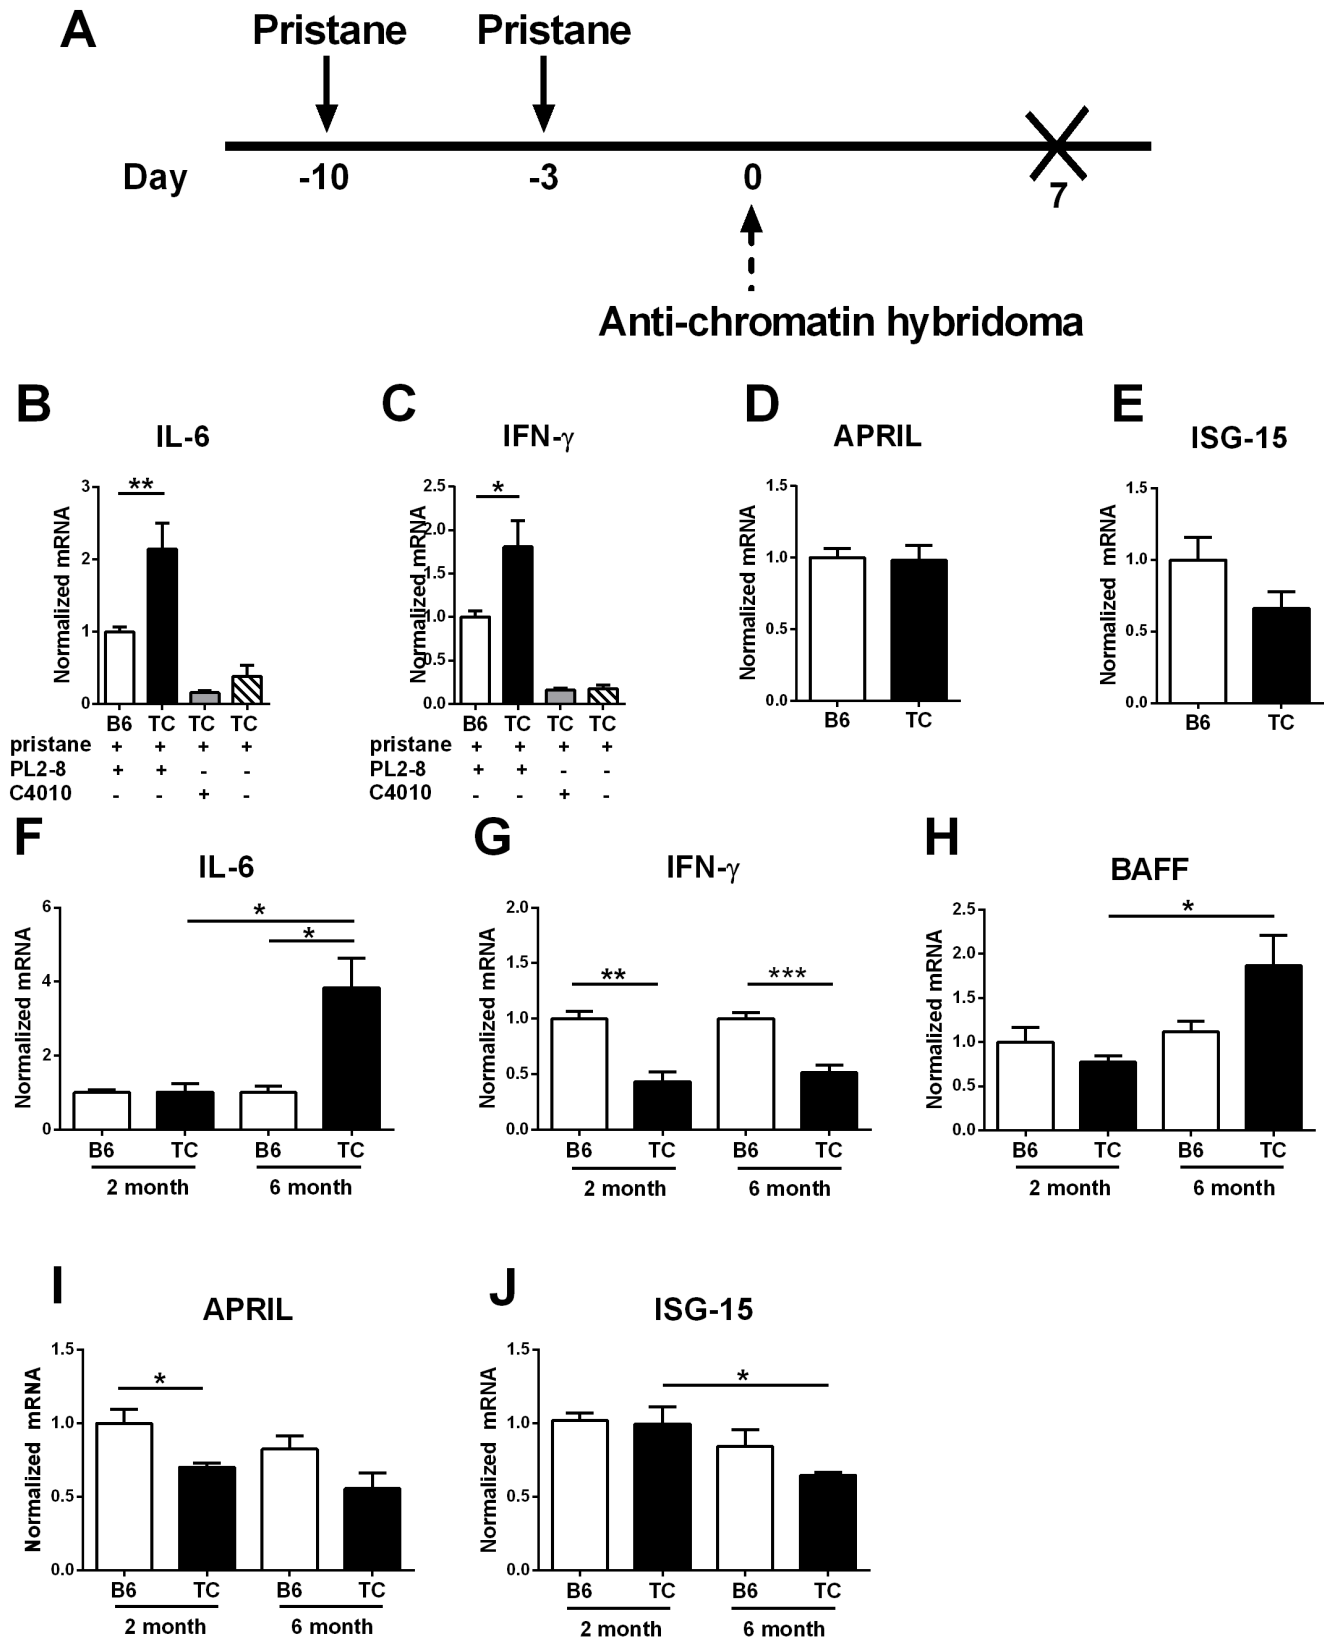 A
Pristane Pristane
Day -10 -3 0 7
Anti-chromatin hybridoma
B
IL-6
Normalized mRNA
3
2
1
0
**
B6 TC TC TC
pristane + + + +
PL2-8 + + - -
C4010 - - + -
C
IFN-γ
Normalized mRNA
2.5
2.0
1.5
1.0
0.5
0.0
*
B6 TC TC TC
pristane + + + +
PL2-8 + + - -
C4010 - - + -
D
APRIL
Normalized mRNA
1.5
1.0
0.5
0.0
B6 TC
E
ISG-15
Normalized mRNA
1.5
1.0
0.5
0.0
B6 TC
F
IL-6
Normalized mRNA
6
4
2
0
*
*
B6 TC B6 TC
2 month 6 month
G
IFN-γ
Normalized mRNA
2.0
1.5
1.0
0.5
0.0
** ***
B6 TC B6 TC
2 month 6 month
H
BAFF
Normalized mRNA
2.5
2.0
1.5
1.0
0.5
0.0
*
B6 TC B6 TC
2 month 6 month
I
APRIL
Normalized mRNA
1.5
1.0
0.5
0.0
*
B6 TC B6 TC
2 month 6 month
J
ISG-15
Normalized mRNA
1.5
1.0
0.5
0.0
*
B6 TC B6 TC
2 month 6 month